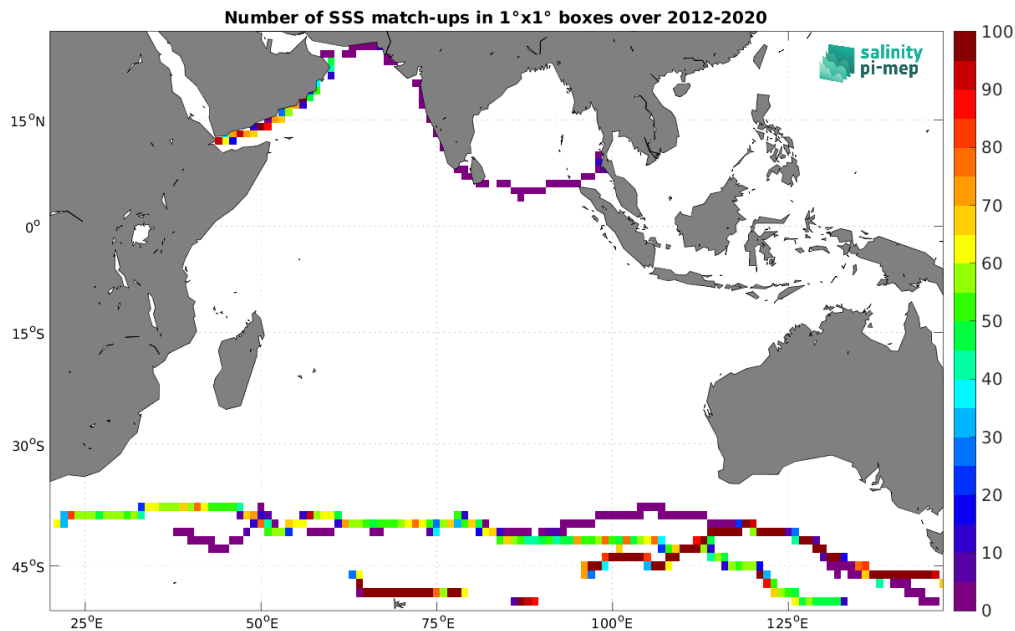 Number of SSS match-ups in 1°x1° boxes over 2012-2020
salinity
pi-mep
15°N
0°
15°S
30°S
45°S
25°E
50°E
75°E
100°E
125°E
100
90
80
70
60
50
40
30
20
10
0